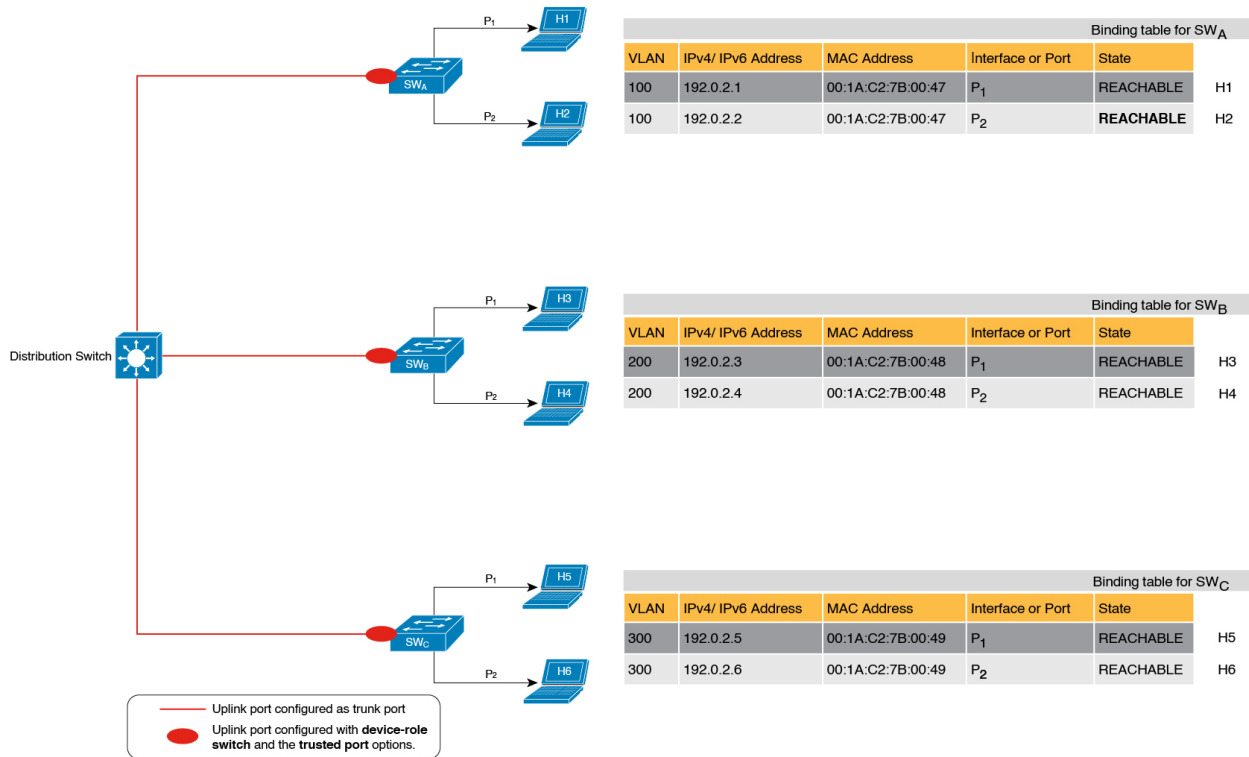 P1
H1
SWA
P2
H2
Binding table for SWA
VLAN IPv4/ IPv6 Address MAC Address Interface or Port State
100 192.0.2.1 00:1A:C2:7B:00:47 P1 REACHABLE H1
100 192.0.2.2 00:1A:C2:7B:00:47 P2 REACHABLE H2
Distribution Switch
P1
H3
SWB
P2
H4
Binding table for SWB
VLAN IPv4/ IPv6 Address MAC Address Interface or Port State
200 192.0.2.3 00:1A:C2:7B:00:48 P1 REACHABLE H3
200 192.0.2.4 00:1A:C2:7B:00:48 P2 REACHABLE H4
P1
H5
SWC
P2
H6
Binding table for SWC
VLAN IPv4/ IPv6 Address MAC Address Interface or Port State
300 192.0.2.5 00:1A:C2:7B:00:49 P1 REACHABLE H5
300 192.0.2.6 00:1A:C2:7B:00:49 P2 REACHABLE H6
Uplink port configured as trunk port
Uplink port configured with device-role
switch and the trusted port options.